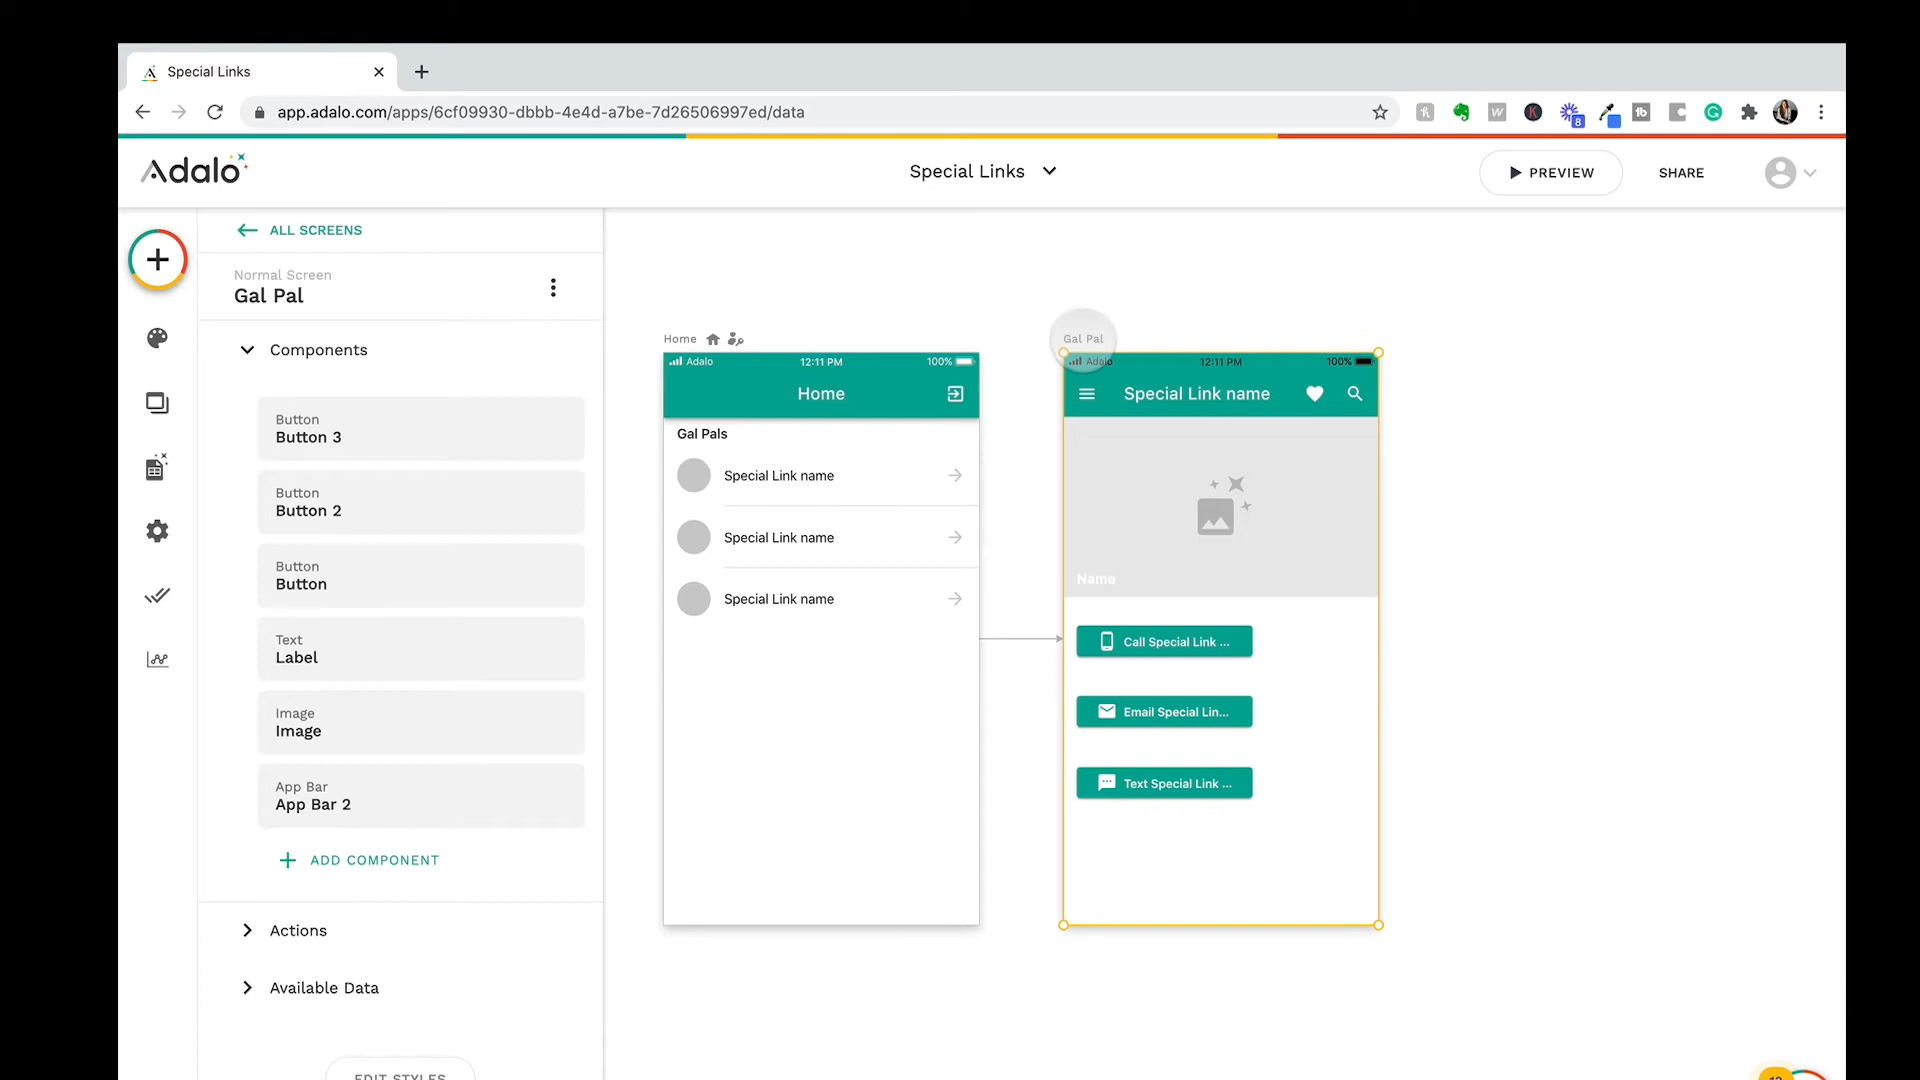 Special Links
app.adalo.com/apps/6cf09930-dbbb-4e4d-a7be-7d26506997ed/data
8
Adalo
Special Links
PREVIEW
SHARE
ALL SCREENS
Normal Screen
Gal Pal
Components
Button
Button 3
Button
Button 2
Button
Button
Text
Label
Image
Image
App Bar
App Bar 2
ADD COMPONENT
Actions
Available Data
EDIT STYLES
Home
Adalo 12:11 PM 100%
Home
Gal Pals
Special Link name
Special Link name
Special Link name
Gal Pal
Adalo 12:11 PM 100%
Special Link name
Name
Call Special Link ...
Email Special Lin...
Text Special Link ...